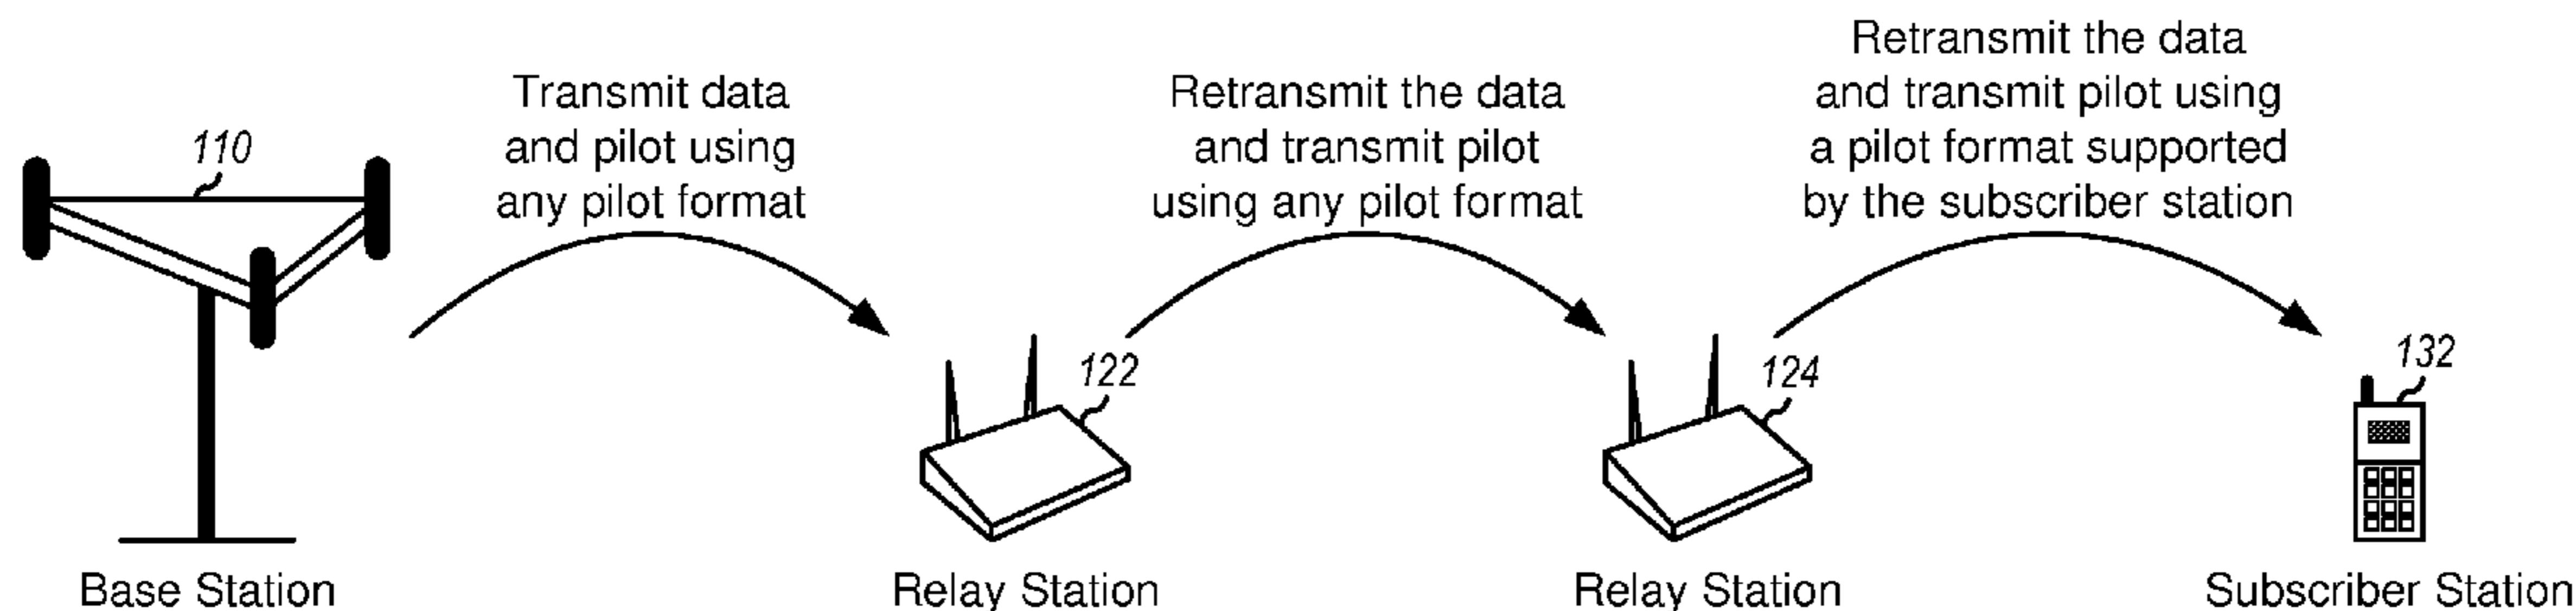 Transmit data
and pilot using
any pilot format
Retransmit the data
and transmit pilot
using any pilot format
Retransmit the data
and transmit pilot using
a pilot format supported
by the subscriber station
110
122
124
132
Base Station
Relay Station
Relay Station
Subscriber Station